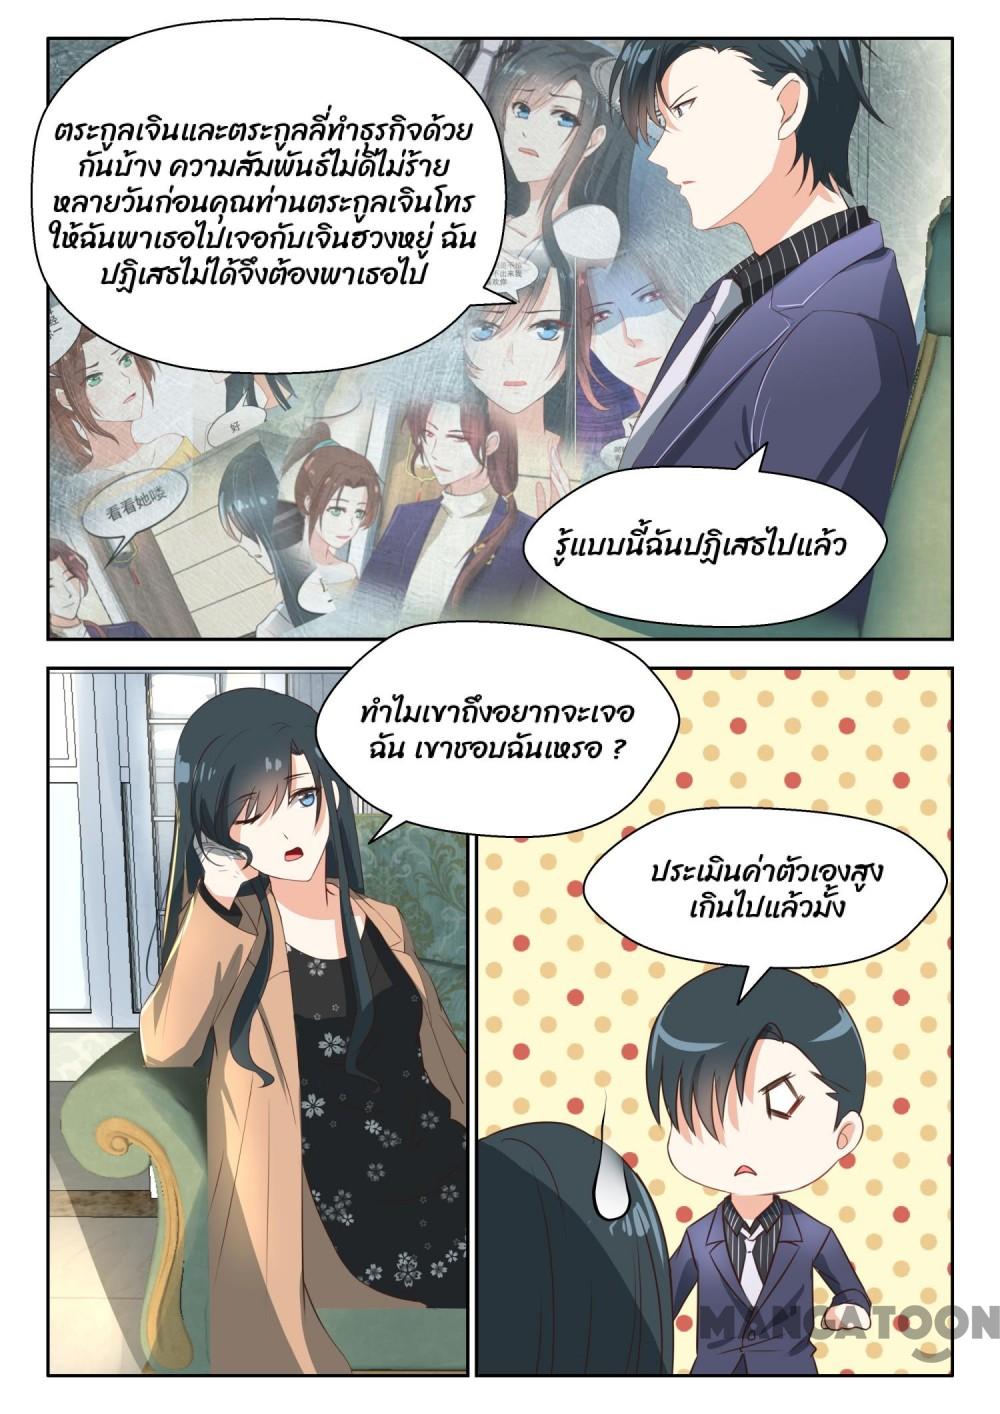 ตระกูลเจินและตระกูลลี่ทำธุรกิจด้วย
กันบ้าง ความสัมพันธ์ไม่ดีไม่ร้าย
หลายวันก่อนคุณท่านตระกูลเจินโทร
ให้ฉันพาเธอไปเจอกับเจินฮวงหยู่ ฉัน
ปฏิเสธไม่ได้จึงต้องพาเธอไป
好
看看她喽
รู้แบบนี้ฉันปฏิเสธไปแล้ว
ทำไมเขาถึงอยากจะเจอ
ฉัน เขาชอบฉันเหรอ ?
ประเมินค่าตัวเองสูง
เกินไปแล้วมั้ง
MANGATOON